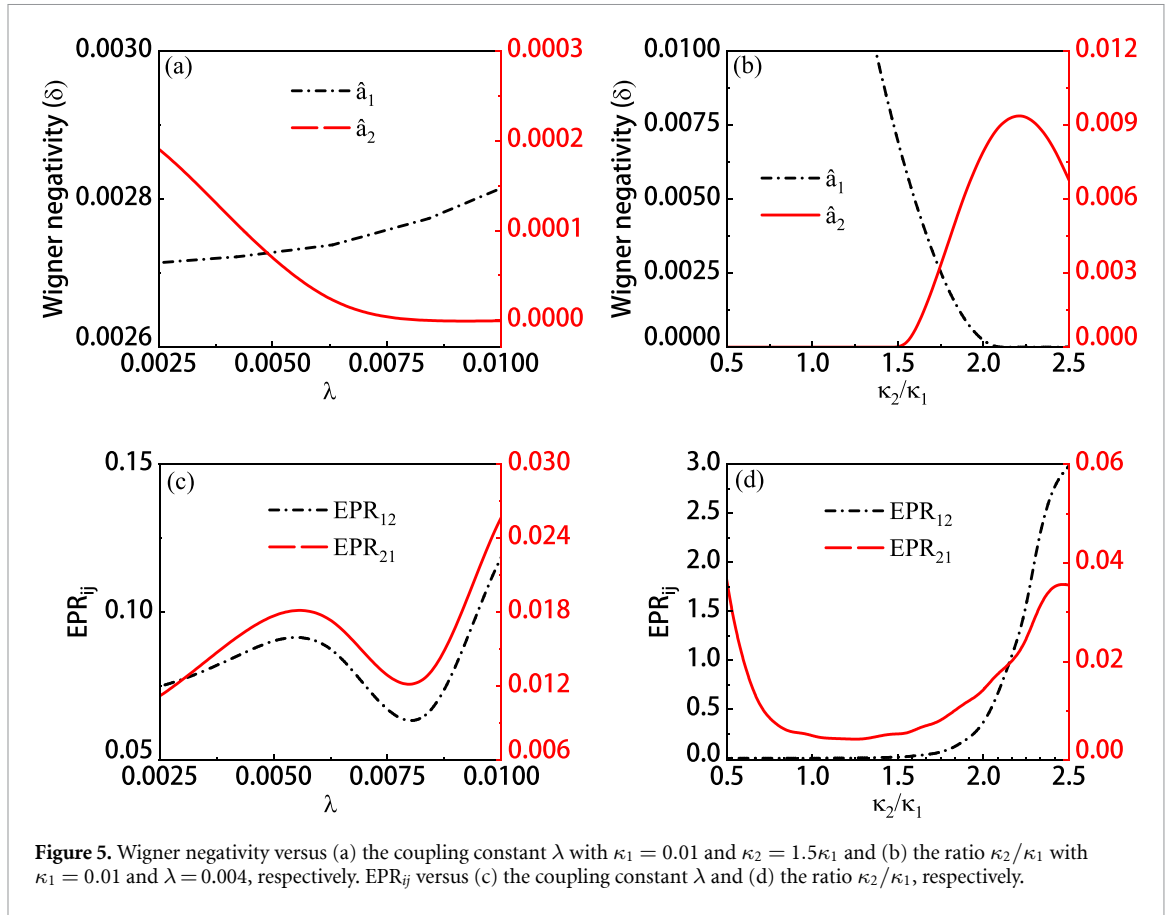 (a)
0.0030
0.0028
0.0026
Wigner negativity (δ)
0.0003
0.0002
0.0001
0.0000
â₁
â₂
0.0025 0.0050 0.0075 0.0100
λ
(b)
0.0100
0.0075
0.0050
0.0025
0.0000
Wigner negativity (δ)
0.012
0.009
0.006
0.003
0.000
â₁
â₂
0.5 1.0 1.5 2.0 2.5
κ₂/κ₁
(c)
0.15
0.10
0.05
EPRᵢⱼ
0.030
0.024
0.018
0.012
0.006
EPR₁₂
EPR₂₁
0.0025 0.0050 0.0075 0.0100
λ
(d)
3.0
2.5
2.0
1.5
1.0
0.5
0.0
EPRᵢⱼ
0.06
0.04
0.02
0.00
EPR₁₂
EPR₂₁
0.5 1.0 1.5 2.0 2.5
κ₂/κ₁
Figure 5. Wigner negativity versus (a) the coupling constant λ with κ₁ = 0.01 and κ₂ = 1.5κ₁ and (b) the ratio κ₂/κ₁ with
κ₁ = 0.01 and λ = 0.004, respectively. EPRᵢⱼ versus (c) the coupling constant λ and (d) the ratio κ₂/κ₁, respectively.